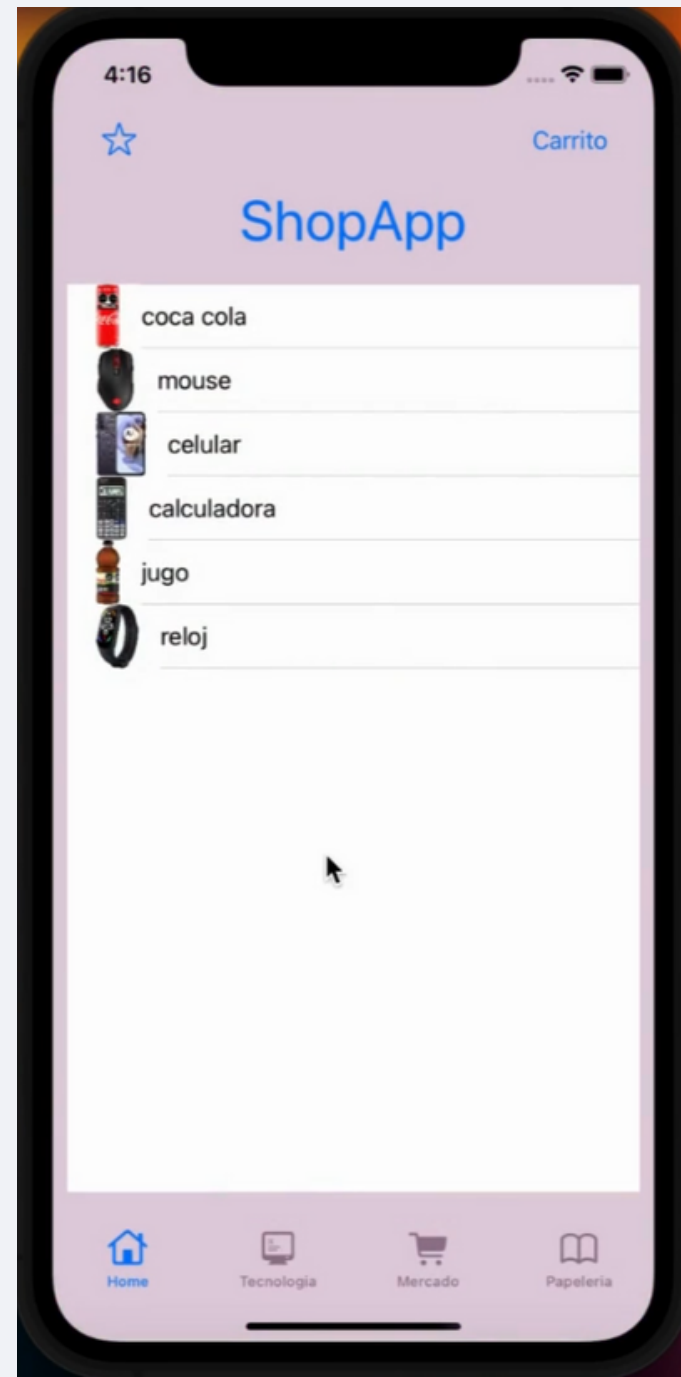 4:16
Carrito
ShopApp
coca cola
mouse
celular
calculadora
jugo
reloj
Home
Tecnologia
Mercado
Papeleria